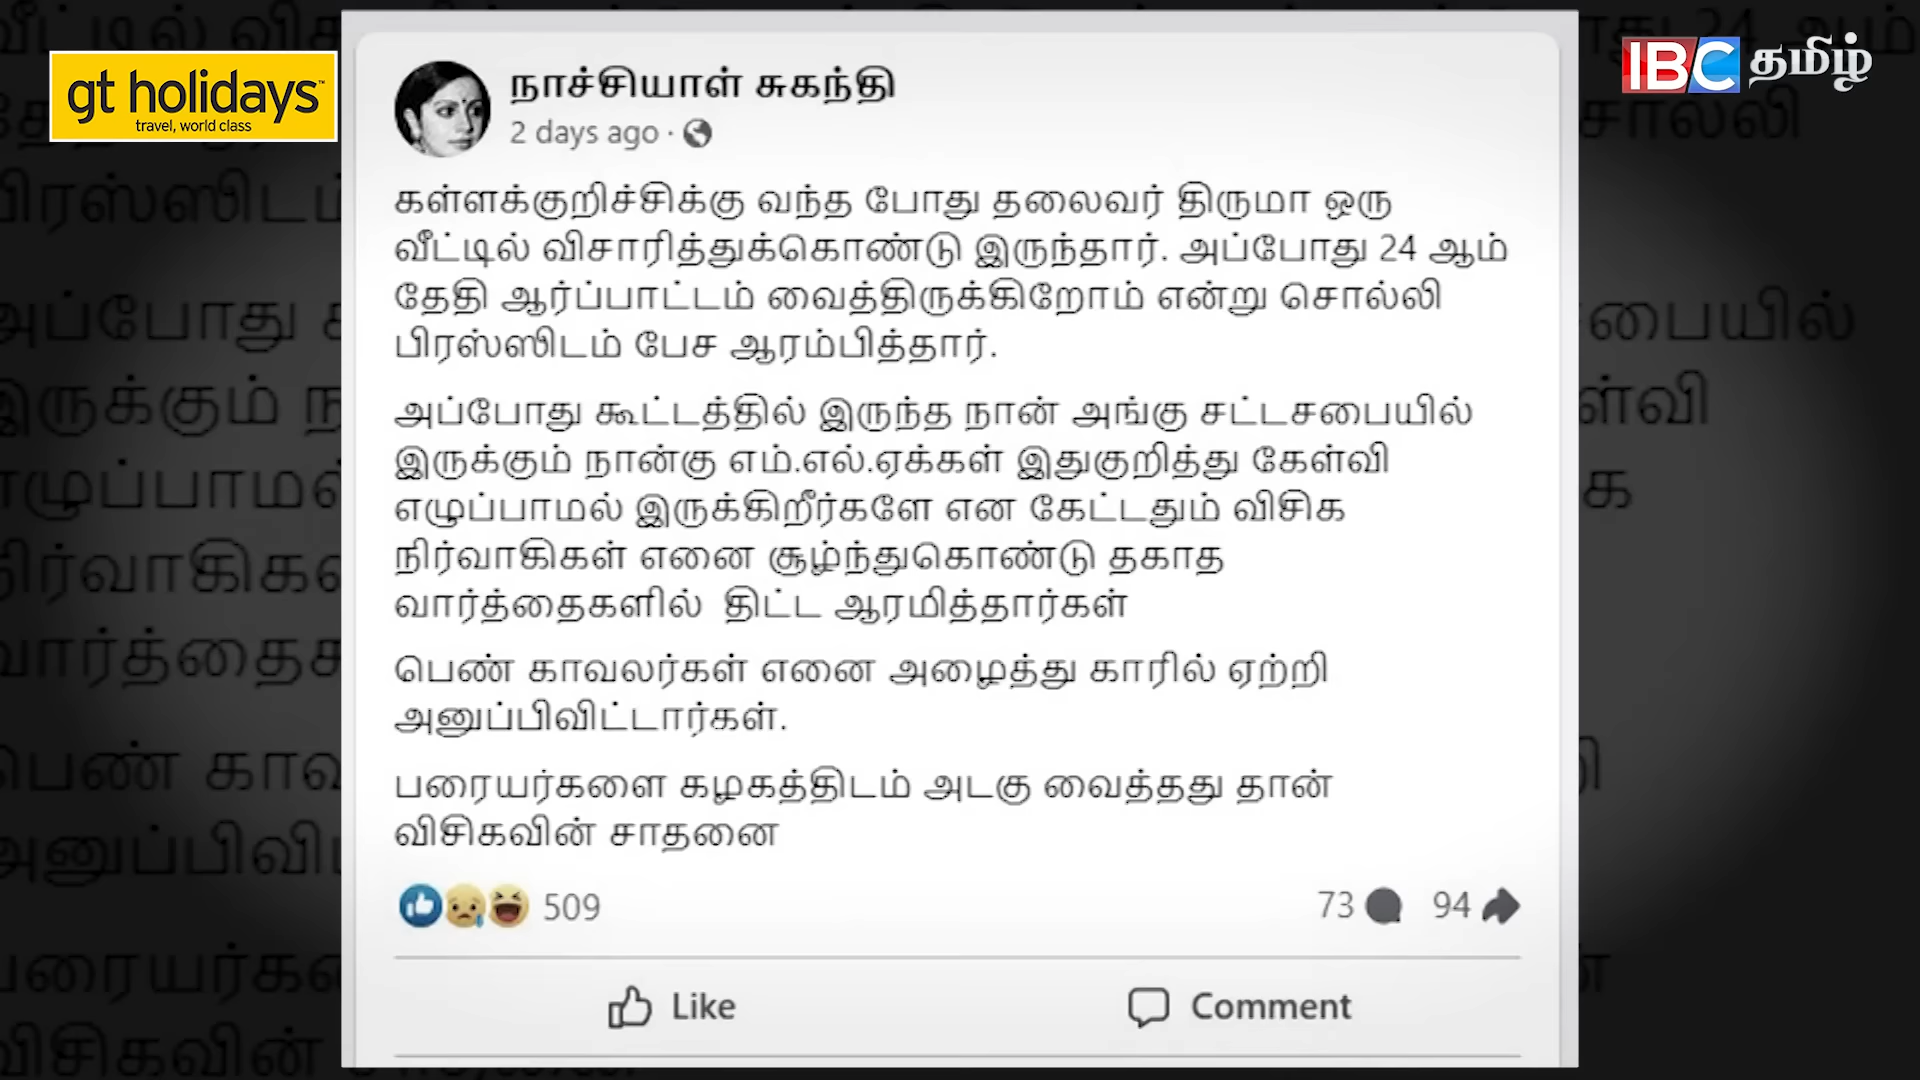 gt holidays™
travel, world class
IBC தமிழ்
நாச்சியாள் சுகந்தி
2 days ago ·
கள்ளக்குறிச்சிக்கு வந்த போது தலைவர் திருமா ஒரு
வீட்டில் விசாரித்துக்கொண்டு இருந்தார். அப்போது 24 ஆம்
தேதி ஆர்ப்பாட்டம் வைத்திருக்கிறோம் என்று சொல்லி
பிரஸ்ஸிடம் பேச ஆரம்பித்தார்.
அப்போது கூட்டத்தில் இருந்த நான் அங்கு சட்டசபையில்
இருக்கும் நான்கு எம்.எல்.ஏக்கள் இதுகுறித்து கேள்வி
எழுப்பாமல் இருக்கிறீர்களே என கேட்டதும் விசிக
நிர்வாகிகள் எனை சூழ்ந்துகொண்டு தகாத
வார்த்தைகளில் திட்ட ஆரமித்தார்கள்
பெண் காவலர்கள் எனை அழைத்து காரில் ஏற்றி
அனுப்பிவிட்டார்கள்.
பரையர்களை கழகத்திடம் அடகு வைத்தது தான்
விசிகவின் சாதனை
509
73 94
Like Comment